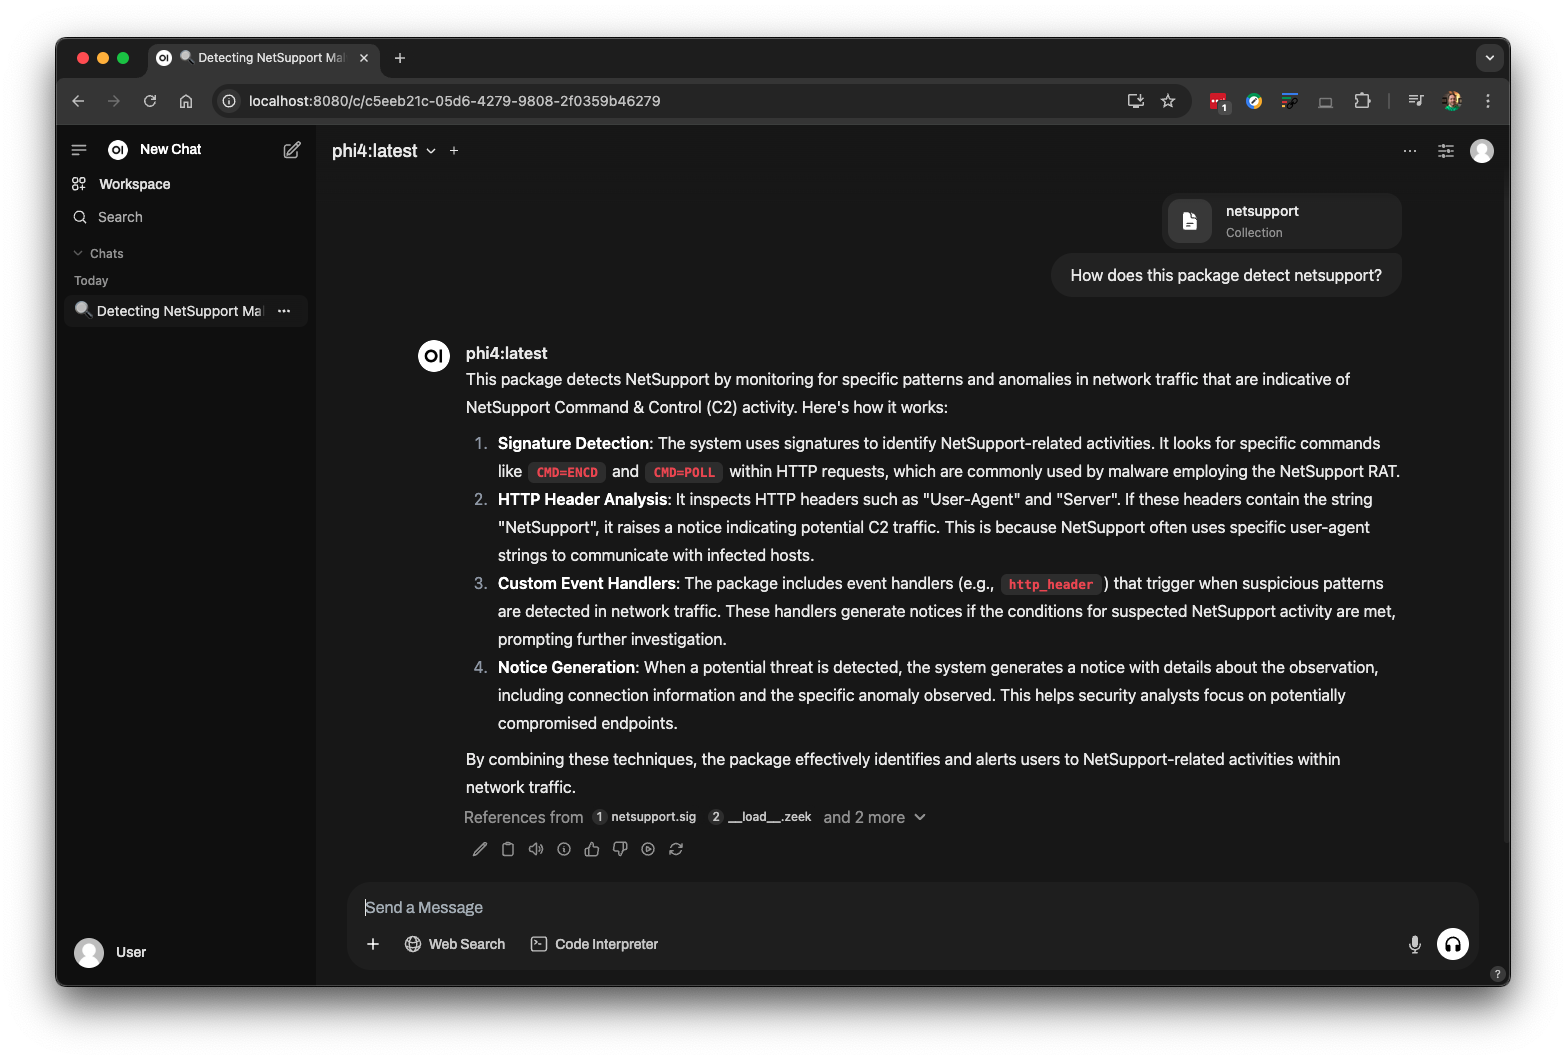 Detecting NetSupport Mal
localhost:8080/c/c5eeb21c-05d6-4279-9808-2f0359b46279
1
OI New Chat
Workspace
Search
Chats
Today
Detecting NetSupport Ma
User
phi4:latest
netsupport
Collection
How does this package detect netsupport?
OI phi4:latest
This package detects NetSupport by monitoring for specific patterns and anomalies in network traffic that are indicative of
NetSupport Command & Control (C2) activity. Here's how it works:
1. Signature Detection: The system uses signatures to identify NetSupport-related activities. It looks for specific commands
like CMD=ENCD and CMD=POLL within HTTP requests, which are commonly used by malware employing the NetSupport RAT.
2. HTTP Header Analysis: It inspects HTTP headers such as "User-Agent" and "Server". If these headers contain the string
"NetSupport", it raises a notice indicating potential C2 traffic. This is because NetSupport often uses specific user-agent
strings to communicate with infected hosts.
3. Custom Event Handlers: The package includes event handlers (e.g., http_header) that trigger when suspicious patterns
are detected in network traffic. These handlers generate notices if the conditions for suspected NetSupport activity are met,
prompting further investigation.
4. Notice Generation: When a potential threat is detected, the system generates a notice with details about the observation,
including connection information and the specific anomaly observed. This helps security analysts focus on potentially
compromised endpoints.
By combining these techniques, the package effectively identifies and alerts users to NetSupport-related activities within
network traffic.
References from 1 netsupport.sig 2 __load__.zeek and 2 more
Send a Message
Web Search Code Interpreter
?